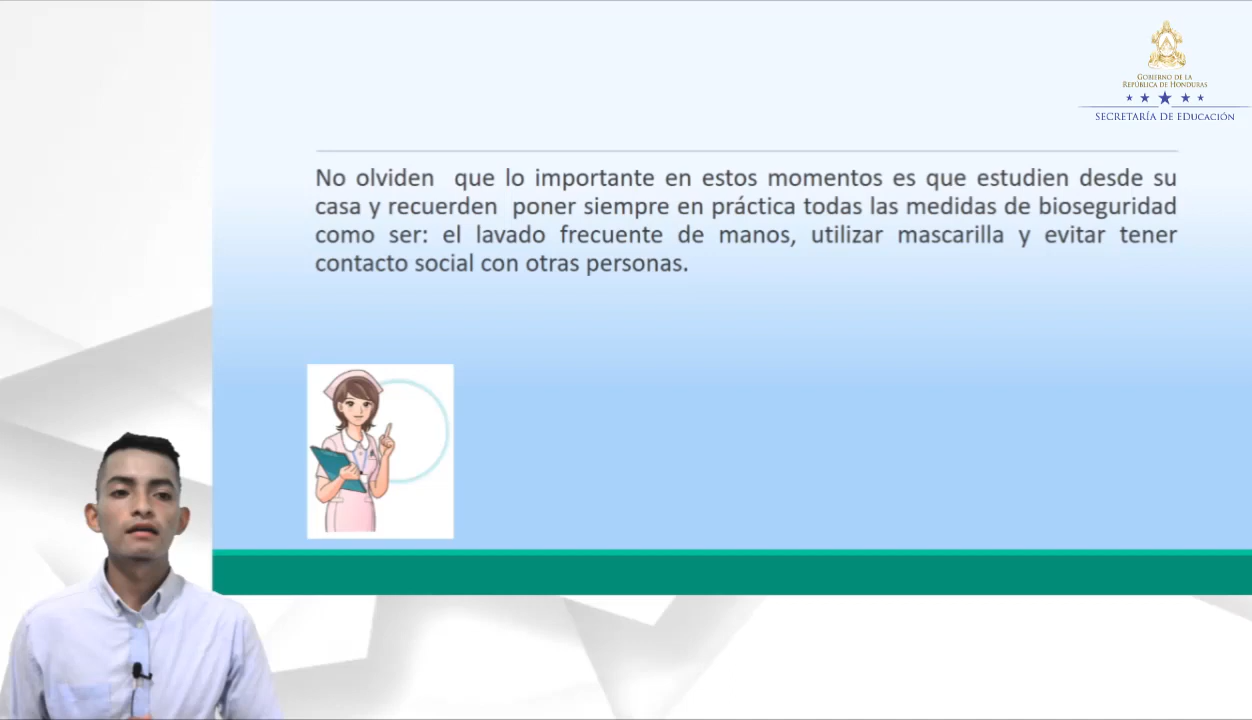 GOBIERNO DE LA
REPÚBLICA DE HONDURAS
SECRETARÍA DE EDUCACIÓN
No olviden que lo importante en estos momentos es que estudien desde su
casa y recuerden poner siempre en práctica todas las medidas de bioseguridad
como ser: el lavado frecuente de manos, utilizar mascarilla y evitar tener
contacto social con otras personas.